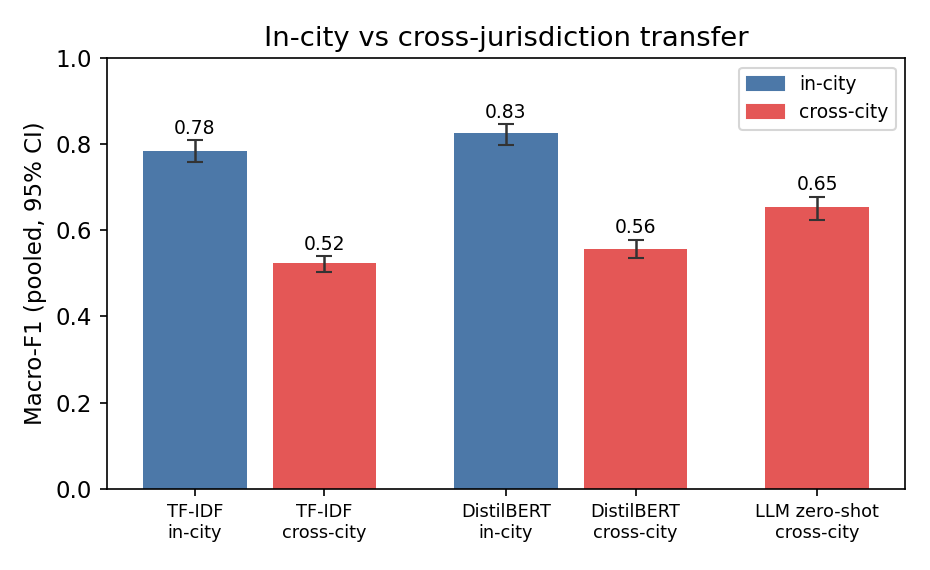 In-city vs cross-jurisdiction transfer
Macro-F1 (pooled, 95% CI)
1.0
0.8
0.6
0.4
0.2
0.0
in-city
cross-city
0.78
0.52
0.83
0.56
0.65
TF-IDF
in-city
TF-IDF
cross-city
DistilBERT
in-city
DistilBERT
cross-city
LLM zero-shot
cross-city